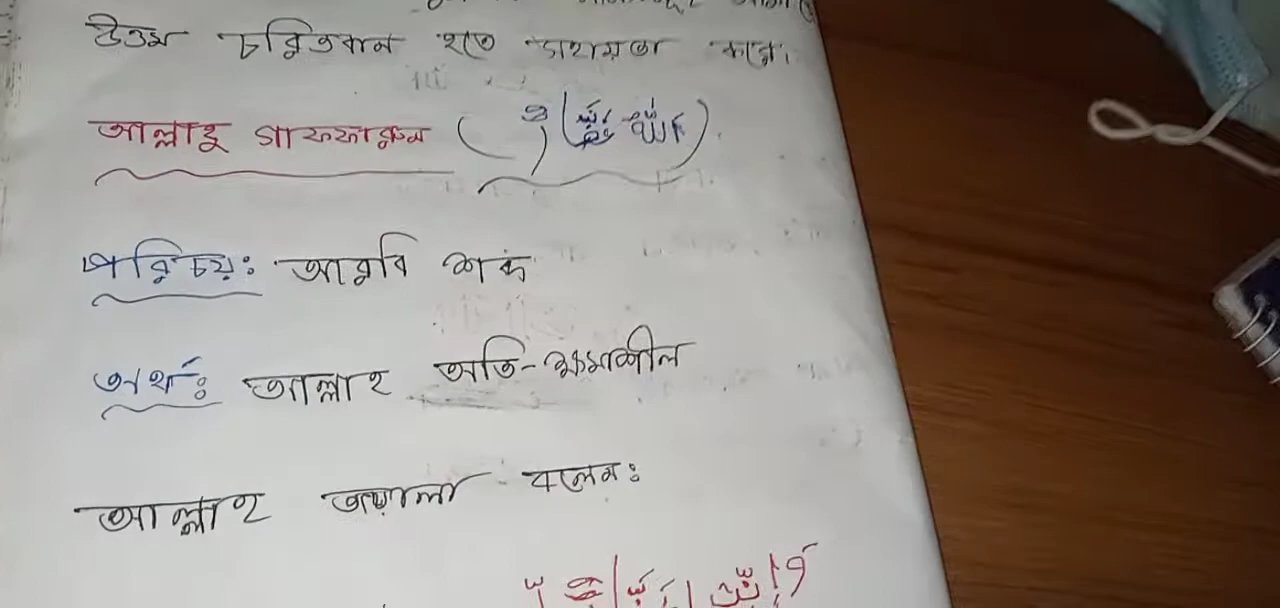 উত্তম চরিত্রবান হতে সহায়তা করে।
আল্লাহু গাফফারুন (اَللّٰهُ غَفَّارٌ)
পরিচয়: আরবি শব্দ
অর্থ: আল্লাহ অতি-ক্ষমাশীল
আল্লাহ তায়ালা বলেন: